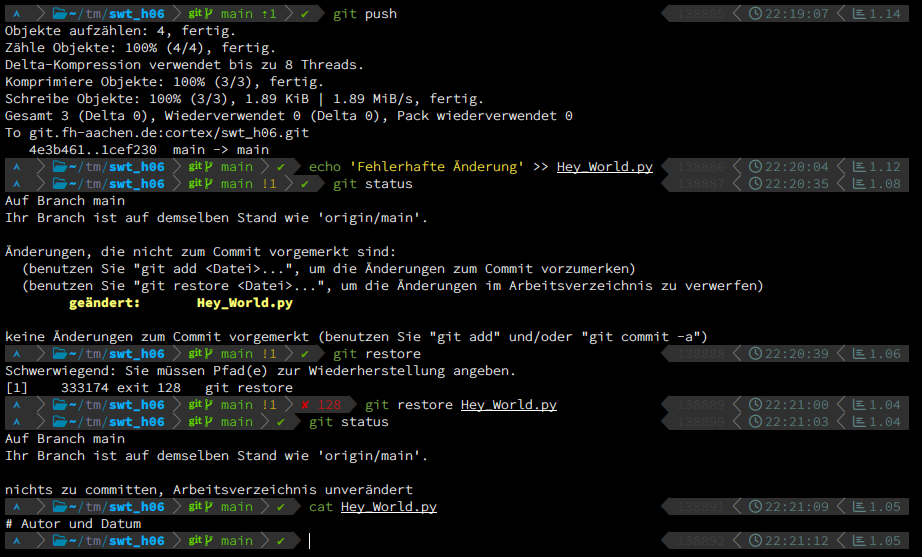 ~/tm/swt_h06 git main ↑1 ✔ git push 138885 22:19:07 1.14
Objekte aufzählen: 4, fertig.
Zähle Objekte: 100% (4/4), fertig.
Delta-Kompression verwendet bis zu 8 Threads.
Komprimiere Objekte: 100% (3/3), fertig.
Schreibe Objekte: 100% (3/3), 1.89 KiB | 1.89 MiB/s, fertig.
Gesamt 3 (Delta 0), Wiederverwendet 0 (Delta 0), Pack wiederverwendet 0
To git.fh-aachen.de:cortex/swt_h06.git
4e3b461..1cef230 main -> main
~/tm/swt_h06 git main ✔ echo 'Fehlerhafte Änderung' >> Hey_World.py 138886 22:20:04 1.12
~/tm/swt_h06 git main !1 ✔ git status 138887 22:20:35 1.08
Auf Branch main
Ihr Branch ist auf demselben Stand wie 'origin/main'.
Änderungen, die nicht zum Commit vorgemerkt sind:
(benutzen Sie "git add <Datei>...", um die Änderungen zum Commit vorzumerken)
(benutzen Sie "git restore <Datei>...", um die Änderungen im Arbeitsverzeichnis zu verwerfen)
geändert: Hey_World.py
keine Änderungen zum Commit vorgemerkt (benutzen Sie "git add" und/oder "git commit -a")
~/tm/swt_h06 git main !1 ✔ git restore 138888 22:20:39 1.06
Schwerwiegend: Sie müssen Pfad(e) zur Wiederherstellung angeben.
[1] 333174 exit 128 git restore
~/tm/swt_h06 git main !1 ✘ 128 git restore Hey_World.py 138889 22:21:00 1.04
~/tm/swt_h06 git main ✔ git status 138890 22:21:03 1.04
Auf Branch main
Ihr Branch ist auf demselben Stand wie 'origin/main'.
nichts zu committen, Arbeitsverzeichnis unverändert
~/tm/swt_h06 git main ✔ cat Hey_World.py 138891 22:21:09 1.05
# Autor und Datum
~/tm/swt_h06 git main ✔ 138892 22:21:12 1.05